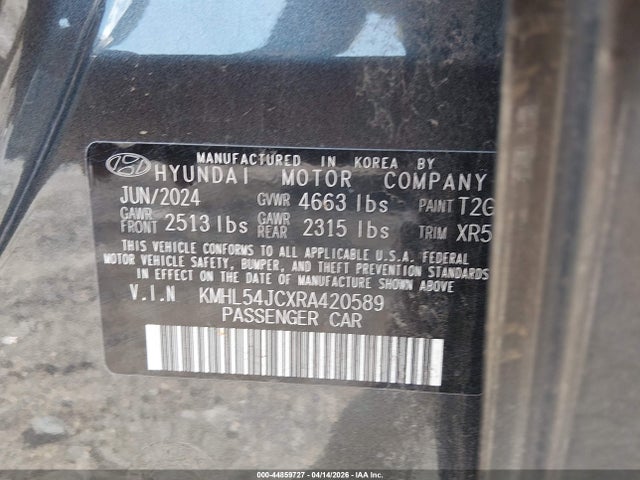 MANUFACTURED IN KOREA BY
HYUNDAI MOTOR COMPANY
JUN/2024 GVWR 4663 lbs PAINT T2G
GAWR FRONT 2513 lbs GAWR REAR 2315 lbs TRIM XR5
THIS VEHICLE CONFORMS TO ALL APPLICABLE U.S.A. FEDERAL
MOTOR VEHICLE SAFETY, BUMPER, AND THEFT PREVENTION STANDARDS
IN EFFECT ON THE DATE OF MANUFACTURE SHOWN ABOVE.
V.I.N KMHL54JCXRA420589
PASSENGER CAR
000-44859727 - 04/14/2026 - IAA Inc.